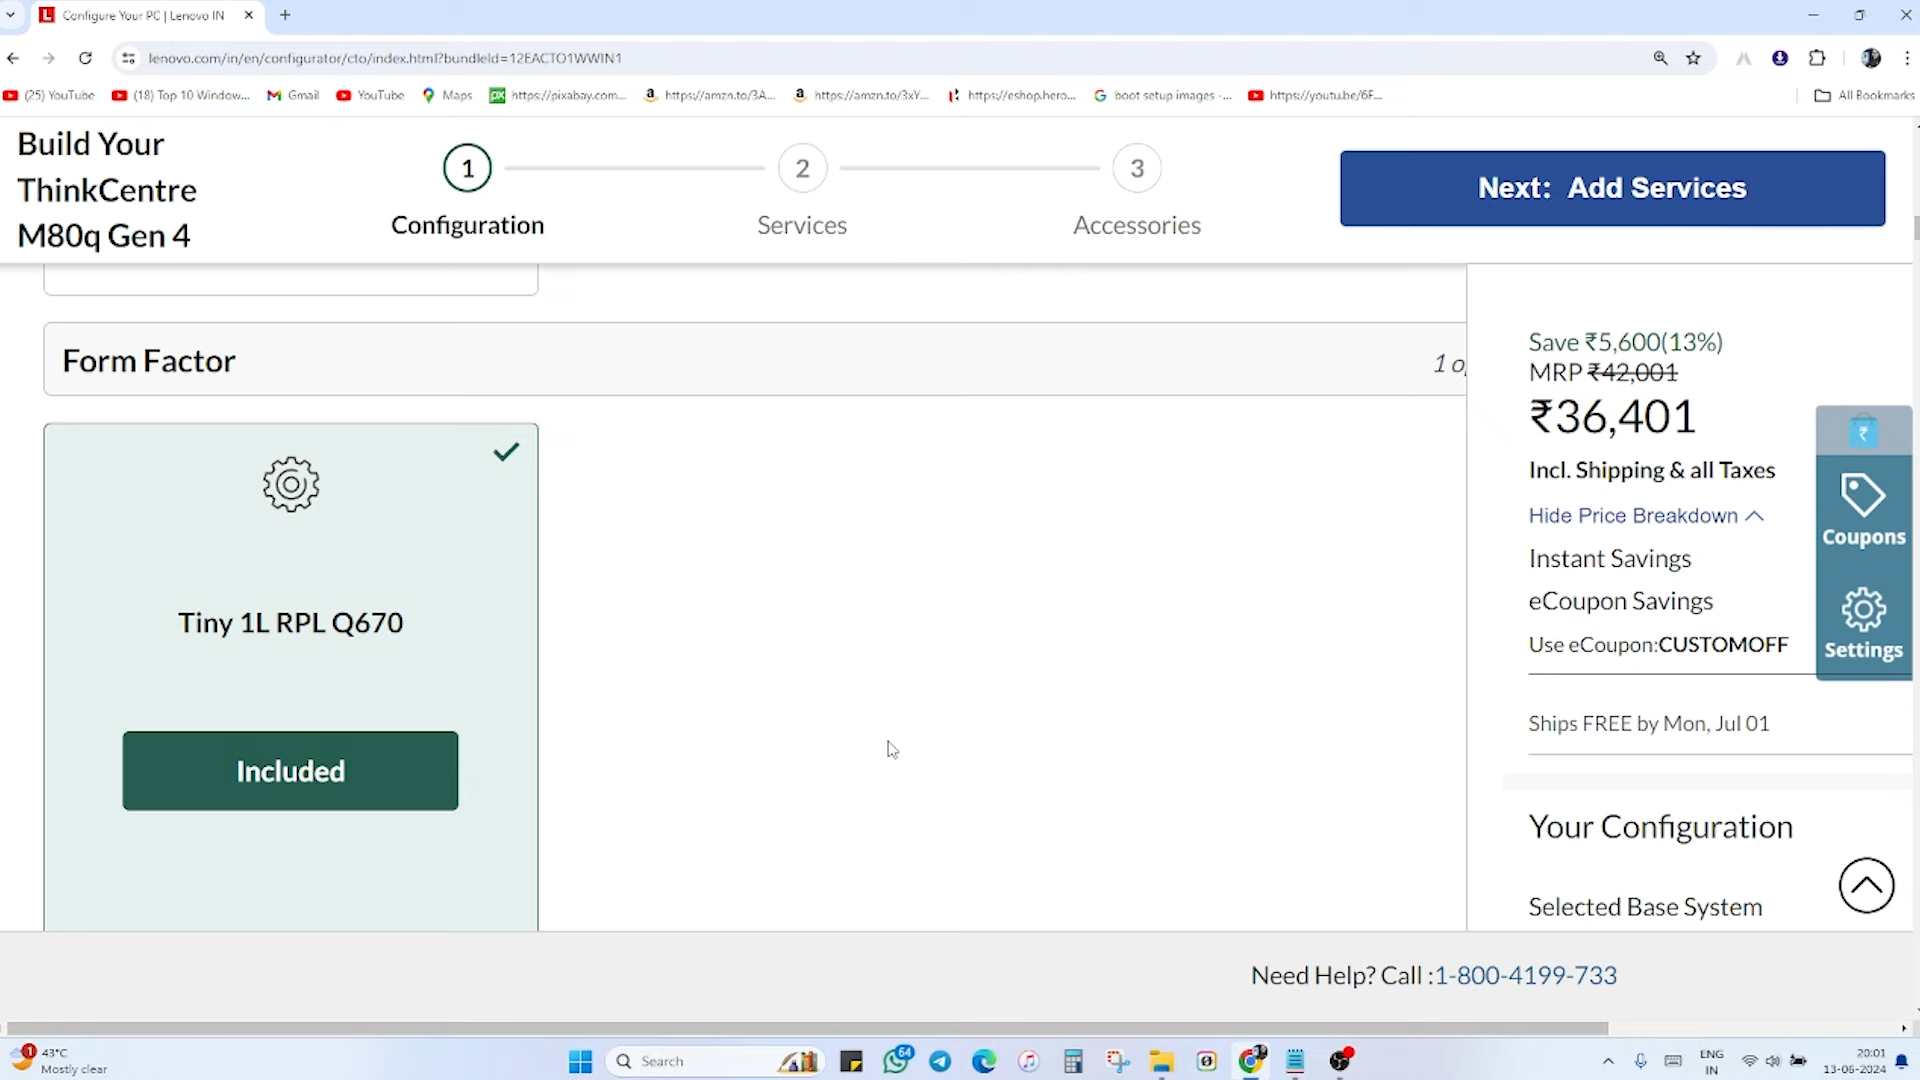 Configure Your PC | Lenovo IN
lenovo.com/in/en/configurator/cto/index.html?bundleId=12EACTO1WWIN1
(25) YouTube
(18) Top 10 Window...
Gmail
YouTube
Maps
https://pixabay.com...
https://amzn.to/3A...
https://amzn.to/3xY...
https://eshop.hero...
boot setup images -...
https://youtu.be/6F...
All Bookmarks
Build Your
ThinkCentre
M80q Gen 4
1
Configuration
2
Services
3
Accessories
Next: Add Services
Form Factor
1 o
Tiny 1L RPL Q670
Included
Save ₹5,600(13%)
MRP ₹42,001
₹36,401
Incl. Shipping & all Taxes
Hide Price Breakdown
Instant Savings
eCoupon Savings
Use eCoupon:CUSTOMOFF
Ships FREE by Mon, Jul 01
Your Configuration
Selected Base System
₹
Coupons
Settings
Need Help? Call :1-800-4199-733
1
43°C
Mostly clear
Search
64
ENG
IN
20:01
13-06-2024